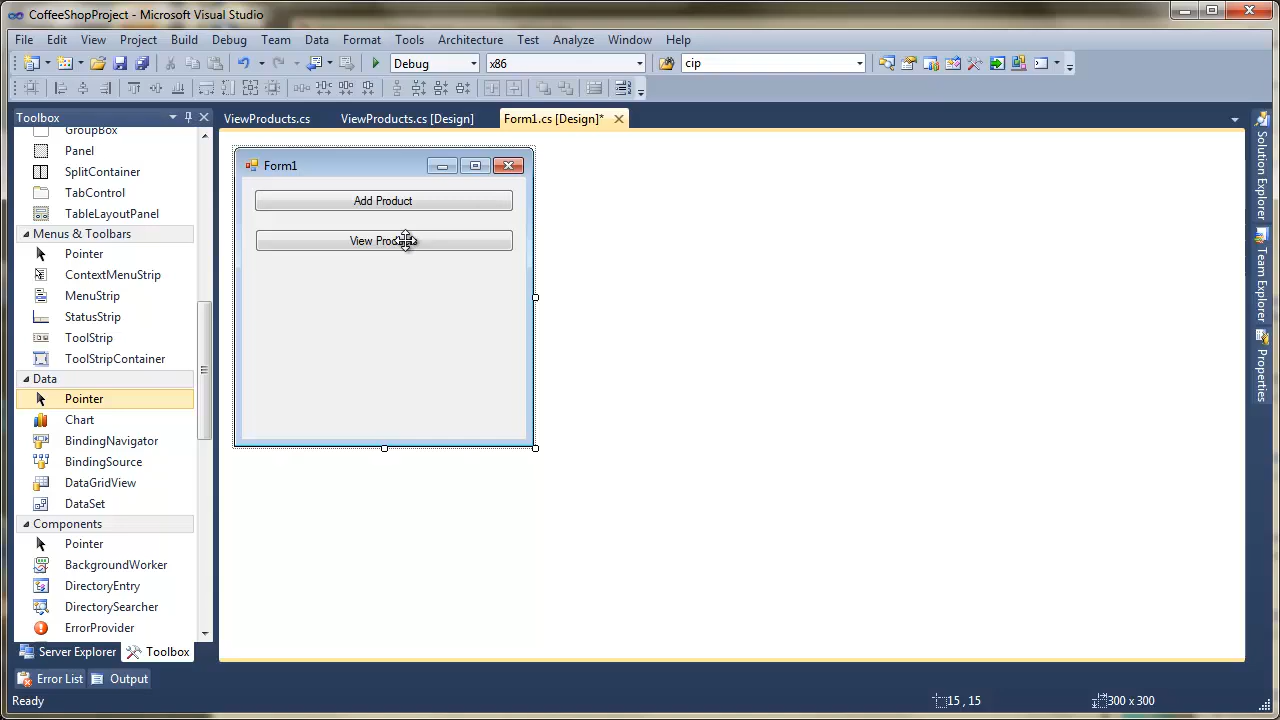 CoffeeShopProject - Microsoft Visual Studio
File Edit View Project Build Debug Team Data Format Tools Architecture Test Analyze Window Help
Debug x86 cip
Toolbox
ViewProducts.cs ViewProducts.cs [Design] Form1.cs [Design]*
GroupBox
Panel
SplitContainer
TabControl
TableLayoutPanel
Menus & Toolbars
Pointer
ContextMenuStrip
MenuStrip
StatusStrip
ToolStrip
ToolStripContainer
Data
Pointer
Chart
BindingNavigator
BindingSource
DataGridView
DataSet
Components
Pointer
BackgroundWorker
DirectoryEntry
DirectorySearcher
ErrorProvider
Server Explorer Toolbox
Form1
Add Product
View
Solution Explorer
Team Explorer
Properties
Error List Output
Ready 15 , 15 300 x 300